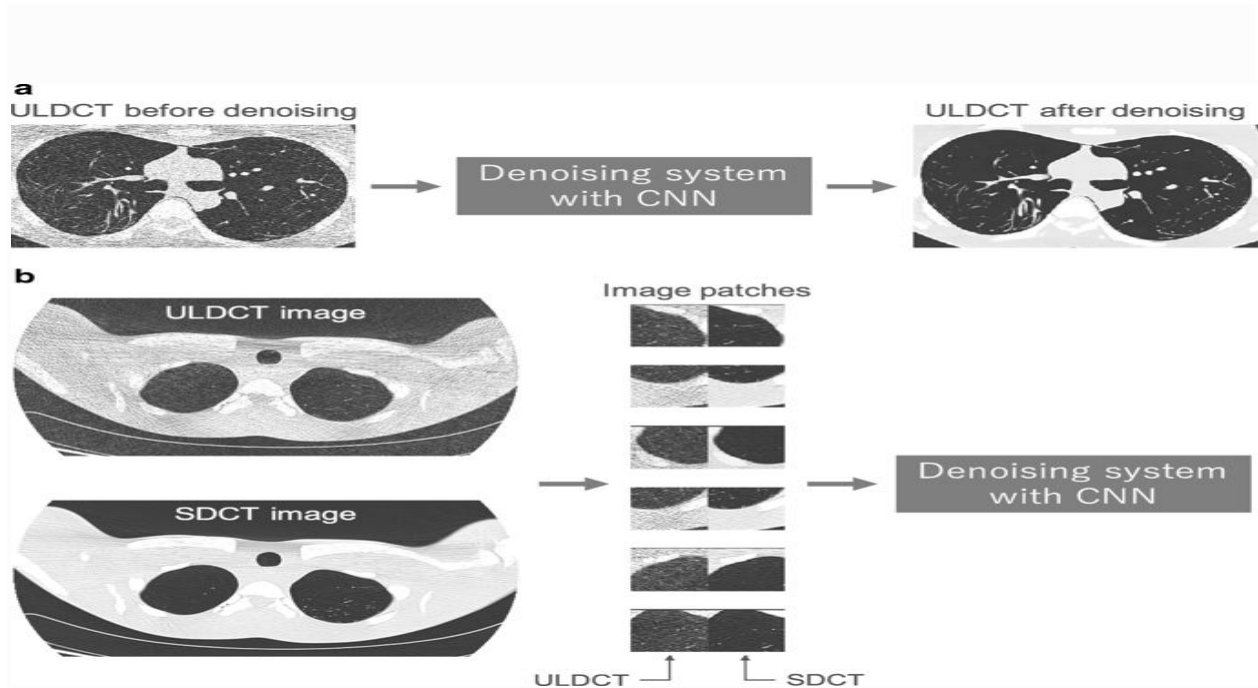 a
ULDCT before denoising
ULDCT after denoising
Denoising system
with CNN
b
ULDCT image
SDCT image
Image patches
Denoising system
with CNN
ULDCT
SDCT